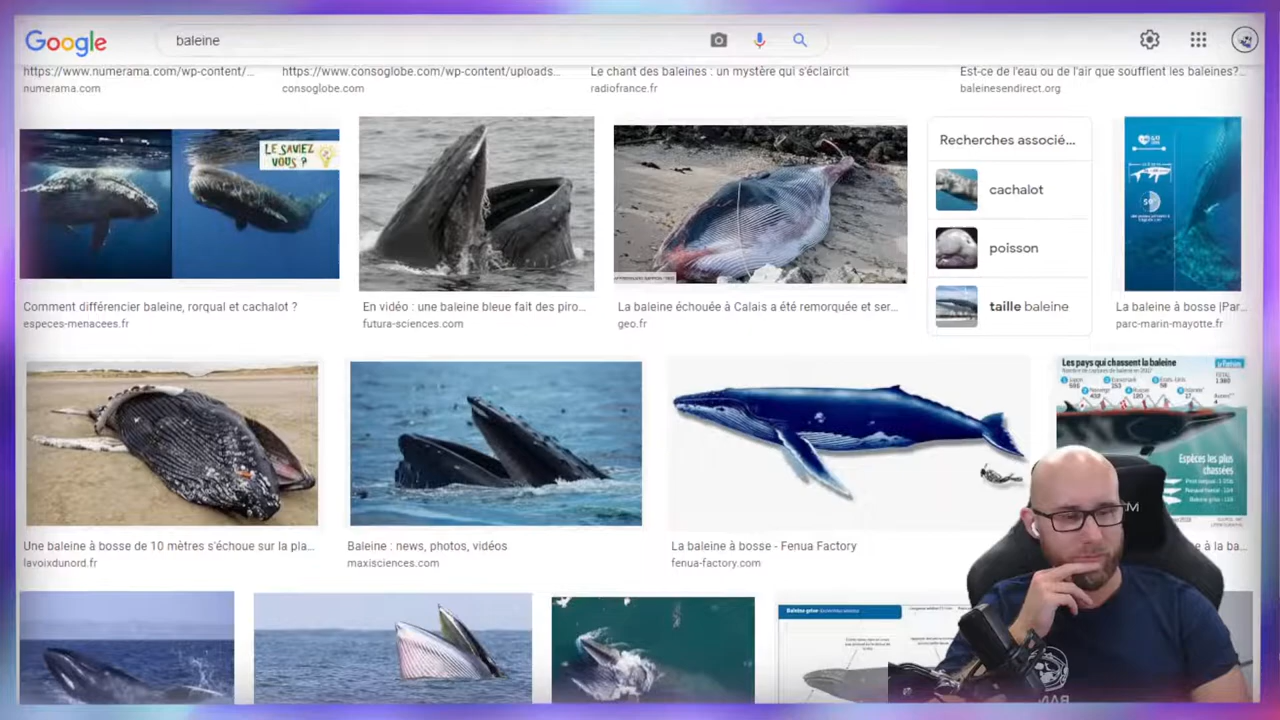 Google
baleine
https://www.numerama.com/wp-content/...
numerama.com
https://www.consoglobe.com/wp-content/uploads...
consoglobe.com
Le chant des baleines : un mystère qui s'éclaircit
radiofrance.fr
Est-ce de l'eau ou de l'air que soufflent les baleines?...
baleinesendirect.org
LE SAVIEZ
VOUS ?
Comment différencier baleine, rorqual et cachalot ?
especes-menacees.fr
En vidéo : une baleine bleue fait des piro...
futura-sciences.com
La baleine échouée à Calais a été remorquée et ser...
geo.fr
Recherches associé...
cachalot
poisson
taille baleine
La baleine à bosse |Par...
parc-marin-mayotte.fr
Une baleine à bosse de 10 mètres s'échoue sur la pla...
lavoixdunord.fr
Baleine : news, photos, vidéos
maxisciences.com
La baleine à bosse - Fenua Factory
fenua-factory.com
Les pays qui chassent la baleine
Espèces les plus
chassées
e à la ba...
Baleine grise